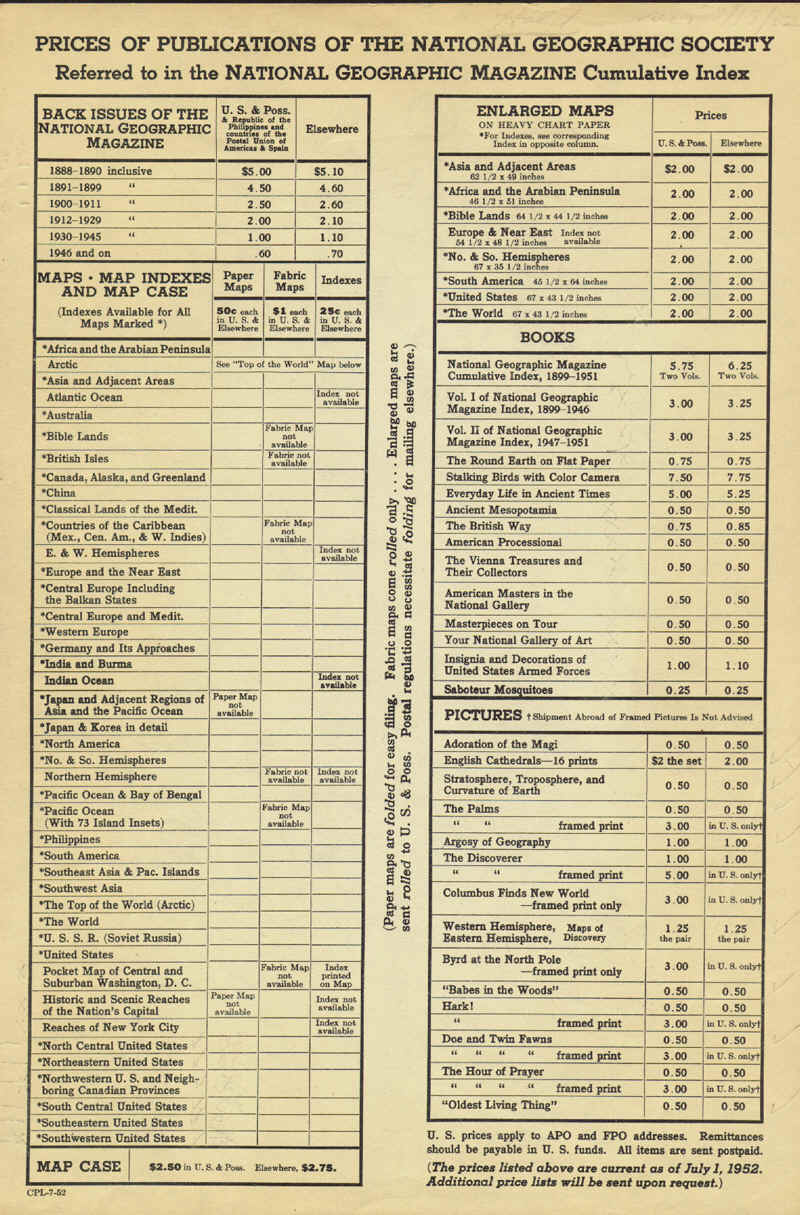 PRICES OF PUBLICATIONS OF THE NATIONAL GEOGRAPHIC SOCIETY
Referred to in the NATIONAL GEOGRAPHIC MAGAZINE Cumulative Index
BACK ISSUES OF THE NATIONAL GEOGRAPHIC MAGAZINE
U. S. & Poss. & Republic of the Philippines and countries of the Postal Union of Americas & Spain
Elsewhere
1888-1890 inclusive $5.00 $5.10
1891-1899 " 4.50 4.60
1900-1911 " 2.50 2.60
1912-1929 " 2.00 2.10
1930-1945 " 1.00 1.10
1946 and on .60 .70
MAPS · MAP INDEXES AND MAP CASE
(Indexes Available for All Maps Marked *)
Paper Maps
Fabric Maps
Indexes
50c each in U. S. & Elsewhere
$1 each in U. S. & Elsewhere
25c each in U. S. & Elsewhere
*Africa and the Arabian Peninsula
Arctic See "Top of the World" Map below
*Asia and Adjacent Areas
Atlantic Ocean Index not available
*Australia
*Bible Lands Fabric Map not available
*British Isles Fabric not available
*Canada, Alaska, and Greenland
*China
*Classical Lands of the Medit.
*Countries of the Caribbean (Mex., Cen. Am., & W. Indies) Fabric Map not available
E. & W. Hemispheres Index not available
*Europe and the Near East
*Central Europe Including the Balkan States
*Central Europe and Medit.
*Western Europe
*Germany and Its Approaches
*India and Burma
Indian Ocean Index not available
*Japan and Adjacent Regions of Asia and the Pacific Ocean Paper Map not available
*Japan & Korea in detail
*North America
*No. & So. Hemispheres
Northern Hemisphere Fabric not available Index not available
*Pacific Ocean & Bay of Bengal
*Pacific Ocean (With 73 Island Insets) Fabric Map not available
*Philippines
*South America
*Southeast Asia & Pac. Islands
*Southwest Asia
*The Top of the World (Arctic)
*The World
*U. S. S. R. (Soviet Russia)
*United States
Pocket Map of Central and Suburban Washington, D. C. Fabric Map not available Index printed on Map
Historic and Scenic Reaches of the Nation's Capital Paper Map not available Index not available
Reaches of New York City Index not available
*North Central United States
*Northeastern United States
*Northwestern U. S. and Neighboring Canadian Provinces
*South Central United States
*Southeastern United States
*Southwestern United States
MAP CASE $2.50 in U. S. & Poss. Elsewhere, $2.75.
CPL-7-52
(Paper maps are folded for easy filing. Fabric maps come rolled only . . . . Enlarged maps are
sent rolled to U. S. & Poss. Postal regulations necessitate folding for mailing elsewhere.)
ENLARGED MAPS
ON HEAVY CHART PAPER
*For Indexes, see corresponding Index in opposite column.
Prices
U. S. & Poss. Elsewhere
*Asia and Adjacent Areas 62 1/2 x 49 inches $2.00 $2.00
*Africa and the Arabian Peninsula 46 1/2 x 51 inches 2.00 2.00
*Bible Lands 64 1/2 x 44 1/2 inches 2.00 2.00
Europe & Near East 54 1/2 x 48 1/2 inches Index not available 2.00 2.00
*No. & So. Hemispheres 67 x 35 1/2 inches 2.00 2.00
*South America 45 1/2 x 64 inches 2.00 2.00
*United States 67 x 43 1/2 inches 2.00 2.00
*The World 67 x 43 1/2 inches 2.00 2.00
BOOKS
National Geographic Magazine Cumulative Index, 1899-1951 5.75 Two Vols. 6.25 Two Vols.
Vol. I of National Geographic Magazine Index, 1899-1946 3.00 3.25
Vol. II of National Geographic Magazine Index, 1947-1951 3.00 3.25
The Round Earth on Flat Paper 0.75 0.75
Stalking Birds with Color Camera 7.50 7.75
Everyday Life in Ancient Times 5.00 5.25
Ancient Mesopotamia 0.50 0.50
The British Way 0.75 0.85
American Processional 0.50 0.50
The Vienna Treasures and Their Collectors 0.50 0.50
American Masters in the National Gallery 0.50 0.50
Masterpieces on Tour 0.50 0.50
Your National Gallery of Art 0.50 0.50
Insignia and Decorations of United States Armed Forces 1.00 1.10
Saboteur Mosquitoes 0.25 0.25
PICTURES † Shipment Abroad of Framed Pictures Is Not Advised
Adoration of the Magi 0.50 0.50
English Cathedrals—16 prints $2 the set 2.00
Stratosphere, Troposphere, and Curvature of Earth 0.50 0.50
The Palms 0.50 0.50
" " framed print 3.00 in U. S. only†
Argosy of Geography 1.00 1.00
The Discoverer 1.00 1.00
" " framed print 5.00 in U. S. only†
Columbus Finds New World —framed print only 3.00 in U. S. only†
Western Hemisphere, Eastern Hemisphere, Maps of Discovery 1.25 the pair 1.25 the pair
Byrd at the North Pole —framed print only 3.00 in U. S. only†
"Babes in the Woods" 0.50 0.50
Hark! 0.50 0.50
" framed print 3.00 in U. S. only†
Doe and Twin Fawns 0.50 0.50
" " " " framed print 3.00 in U. S. only†
The Hour of Prayer 0.50 0.50
" " " " framed print 3.00 in U. S. only†
"Oldest Living Thing" 0.50 0.50
U. S. prices apply to APO and FPO addresses. Remittances
should be payable in U. S. funds. All items are sent postpaid.
(The prices listed above are current as of July 1, 1952.
Additional price lists will be sent upon request.)